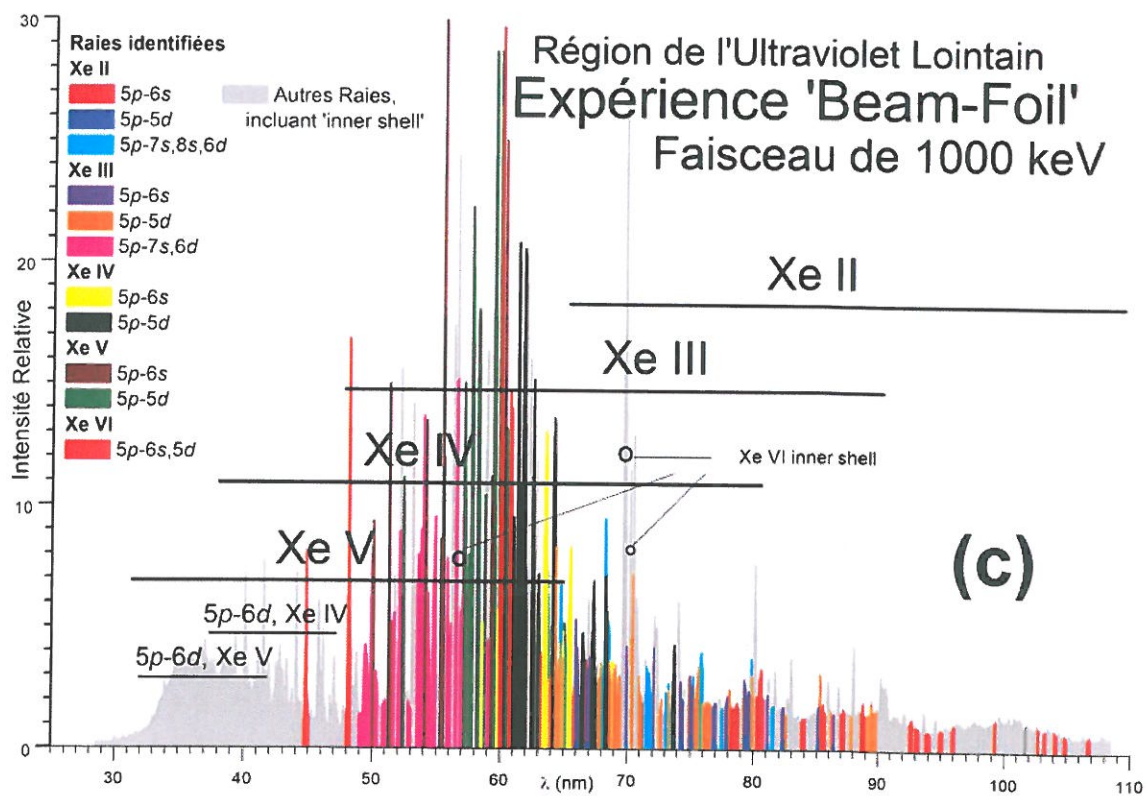 Région de l'Ultraviolet Lointain
Expérience 'Beam-Foil'
Faisceau de 1000 keV
Raies identifiées
Xe II
5p-6s
5p-5d
5p-7s,8s,6d
Xe III
5p-6s
5p-5d
5p-7s,6d
Xe IV
5p-6s
5p-5d
Xe V
5p-6s
5p-5d
Xe VI
5p-6s,5d
Autres Raies,
incluant 'inner shell'
Xe II
Xe III
Xe IV
Xe VI inner shell
Xe V
(c)
5p-6d, Xe IV
5p-6d, Xe V
Intensité Relative
30
20
10
0
30 40 50 60 70 80 90 100 110
λ (nm)